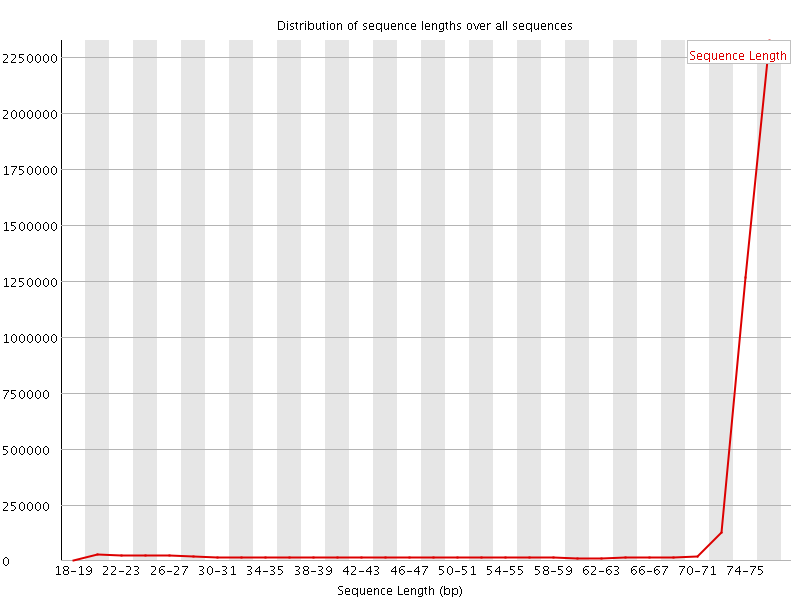 Distribution of sequence lengths over all sequences
Sequence Length
2250000
2000000
1750000
1500000
1250000
1000000
750000
500000
250000
0
18-19 22-23 26-27 30-31 34-35 38-39 42-43 46-47 50-51 54-55 58-59 62-63 66-67 70-71 74-75
Sequence Length (bp)